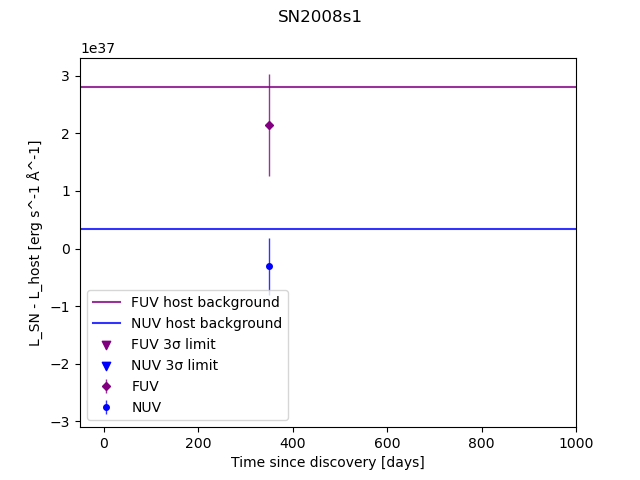 SN2008s1
1e37
3
2
1
0
−1
−2
−3
L_SN - L_host [erg s^-1 Å^-1]
FUV host background
NUV host background
FUV 3σ limit
NUV 3σ limit
FUV
NUV
0 200 400 600 800 1000
Time since discovery [days]